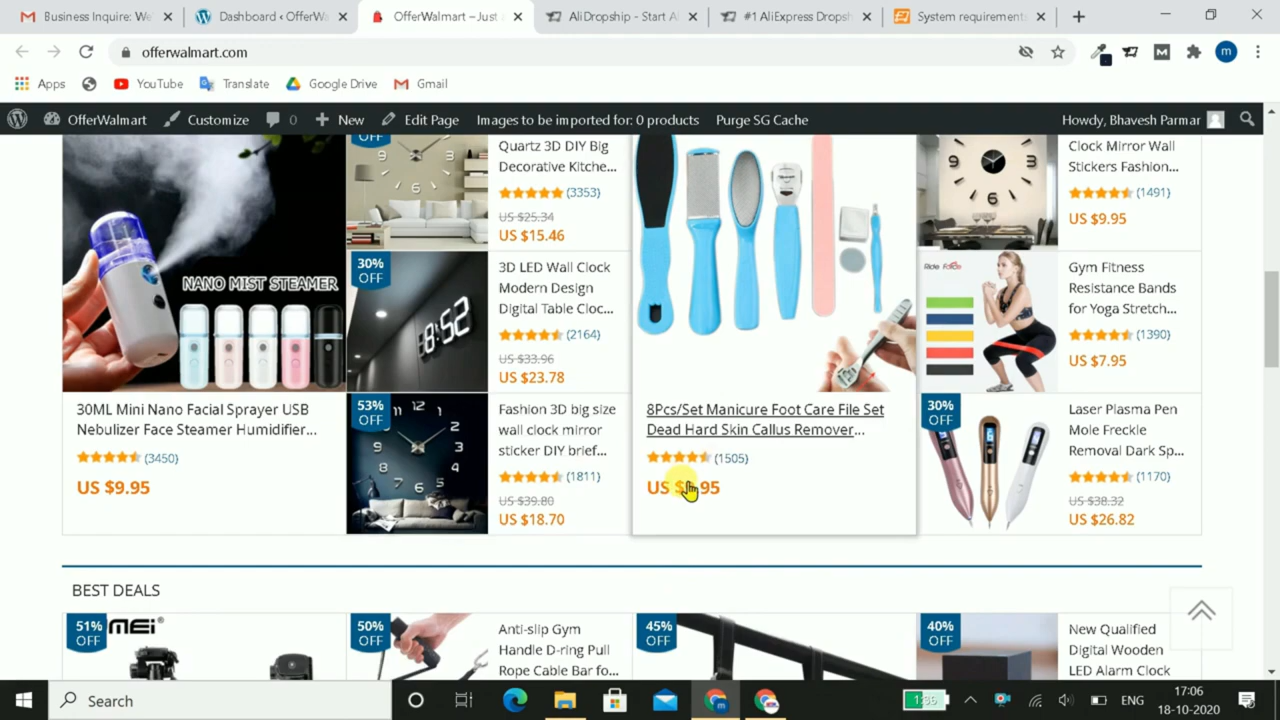 Business Inquire: We
Dashboard ‹ OfferWa
OfferWalmart – Just a
AliDropship - Start A
#1 AliExpress Dropsh
System requirements
offerwalmart.com
m
Apps
YouTube
Translate
Google Drive
Gmail
OfferWalmart
Customize
0
New
Edit Page
Images to be imported for: 0 products
Purge SG Cache
Howdy, Bhavesh Parmar
NANO MIST STEAMER
30ML Mini Nano Facial Sprayer USB
Nebulizer Face Steamer Humidifier...
(3450)
US $9.95
OFF
Quartz 3D DIY Big
Decorative Kitche...
(3353)
US $25.34
US $15.46
30%
OFF
8:52
3D LED Wall Clock
Modern Design
Digital Table Cloc...
(2164)
US $33.96
US $23.78
53%
OFF
Fashion 3D big size
wall clock mirror
sticker DIY brief...
(1811)
US $39.80
US $18.70
8Pcs/Set Manicure Foot Care File Set
Dead Hard Skin Callus Remover...
(1505)
US
95
Clock Mirror Wall
Stickers Fashion...
(1491)
US $9.95
Ride Force
Gym Fitness
Resistance Bands
for Yoga Stretch...
(1390)
US $7.95
30%
OFF
Laser Plasma Pen
Mole Freckle
Removal Dark Sp...
(1170)
US $38.32
US $26.82
BEST DEALS
51%
OFF
MEI®
50%
OFF
Anti-slip Gym
Handle D-ring Pull
Rope Cable Bar fo...
45%
OFF
40%
OFF
New Qualified
Digital Wooden
LED Alarm Clock
Search
1:36
ENG
17:06
18-10-2020